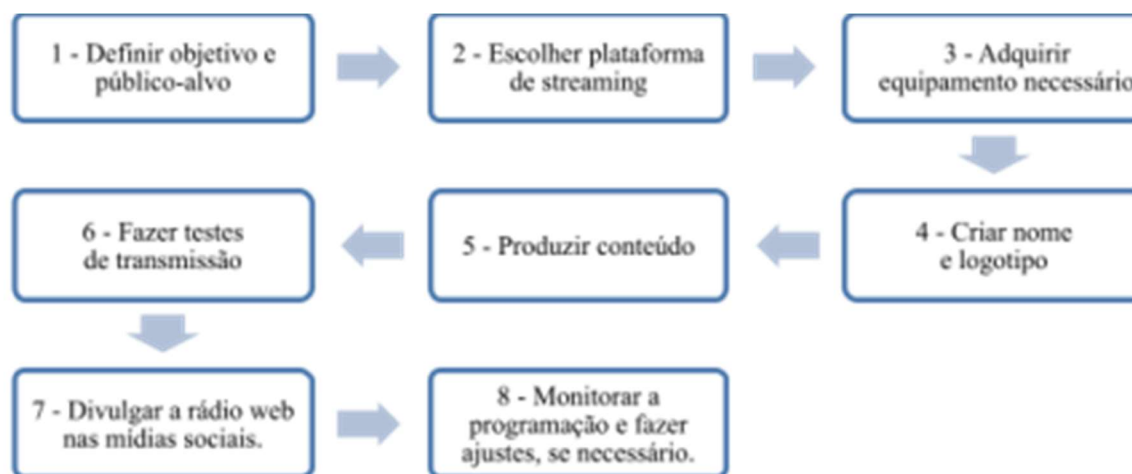 1 - Definir objetivo e
público-alvo
2 - Escolher plataforma
de streaming
3 - Adquirir
equipamento necessário
4 - Criar nome
e logotipo
5 - Produzir conteúdo
6 - Fazer testes
de transmissão
7 - Divulgar a rádio web
nas mídias sociais.
8 - Monitorar a
programação e fazer
ajustes, se necessário.